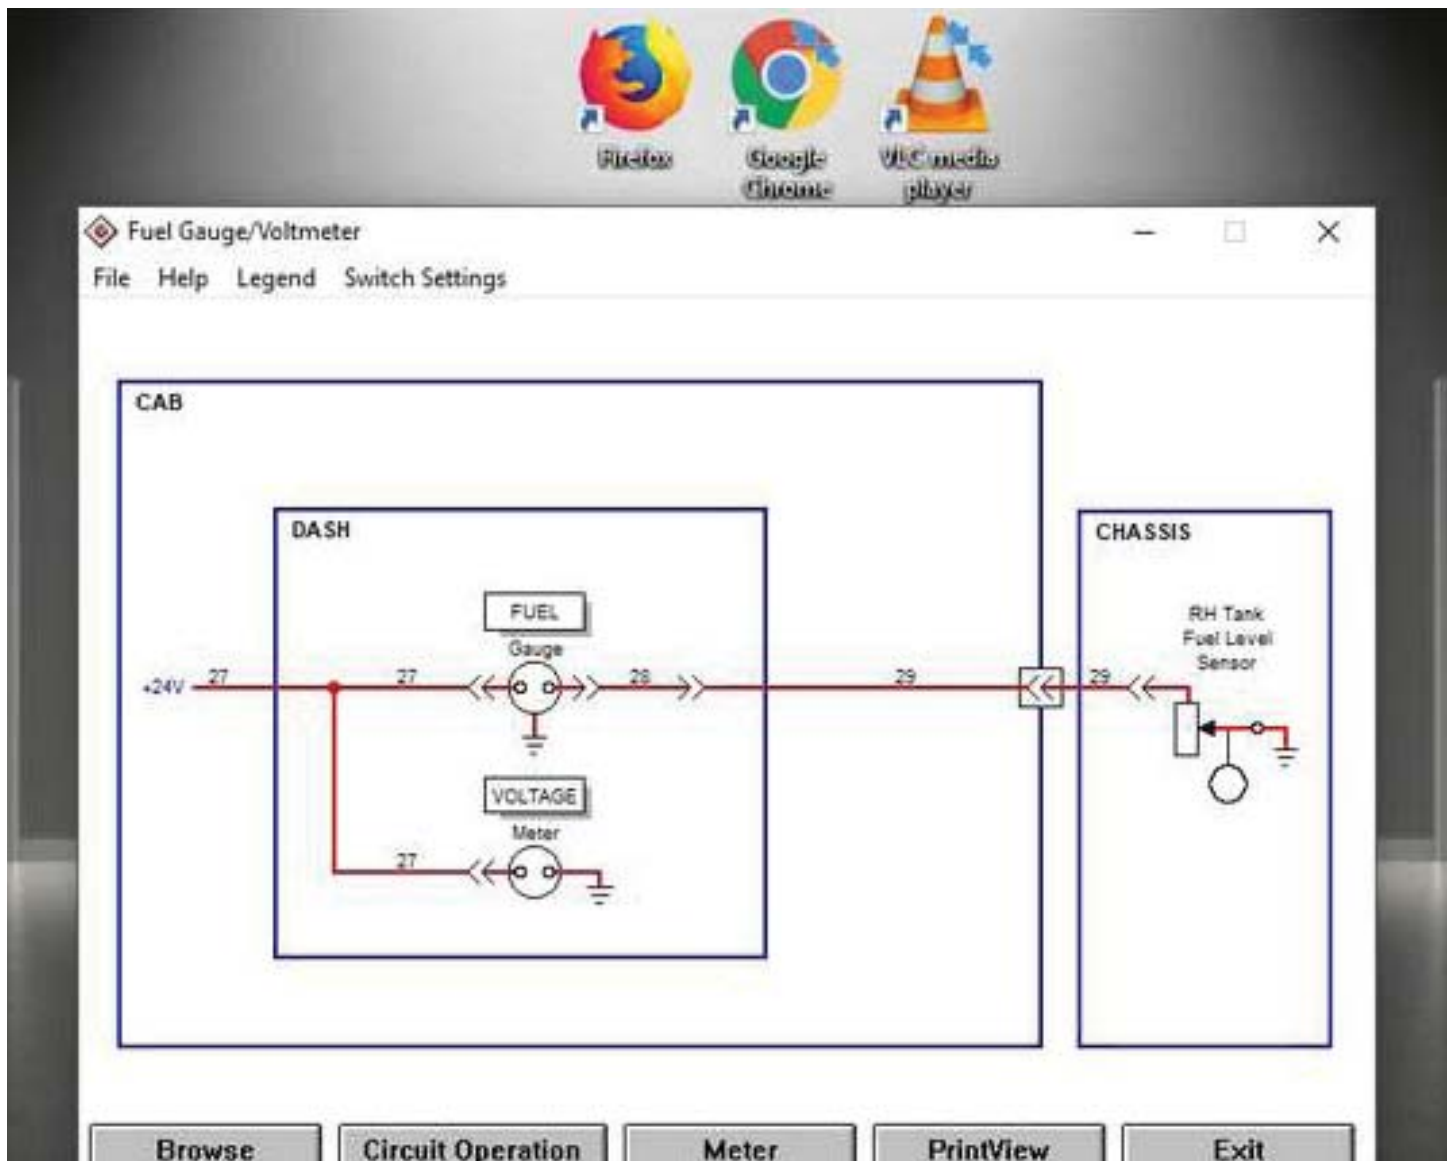 Firefox
Google
Chrome
VLC media
player
Fuel Gauge/Voltmeter
File Help Legend Switch Settings
CAB
DASH
CHASSIS
FUEL
Gauge
RH Tank
Fuel Level
Sensor
+24V 27 27 28 29 29
VOLTAGE
Meter
27
Browse Circuit Operation Meter PrintView Exit